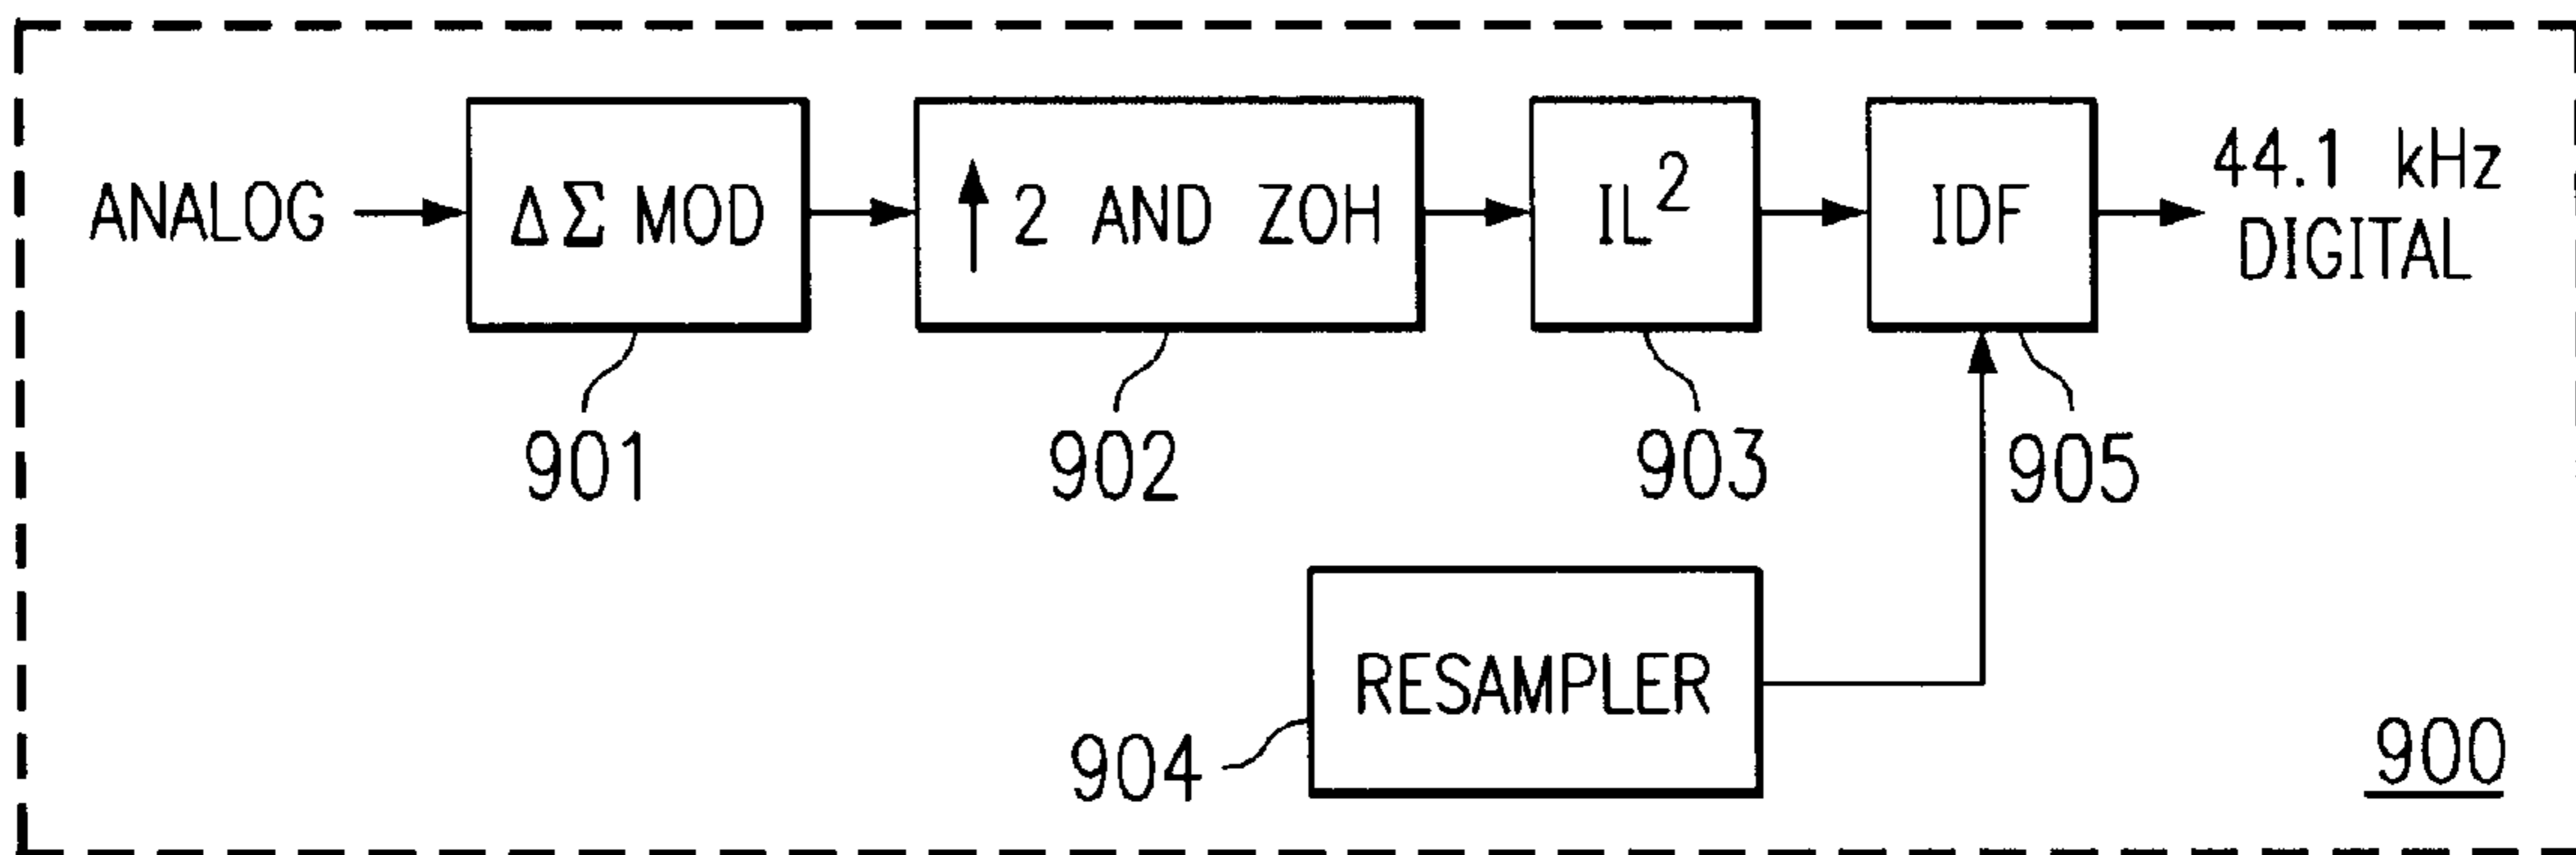 ANALOG
ΔΣ MOD
↑ 2 AND ZOH
IL²
IDF
44.1 kHz
DIGITAL
901
902
903
905
RESAMPLER
904
900